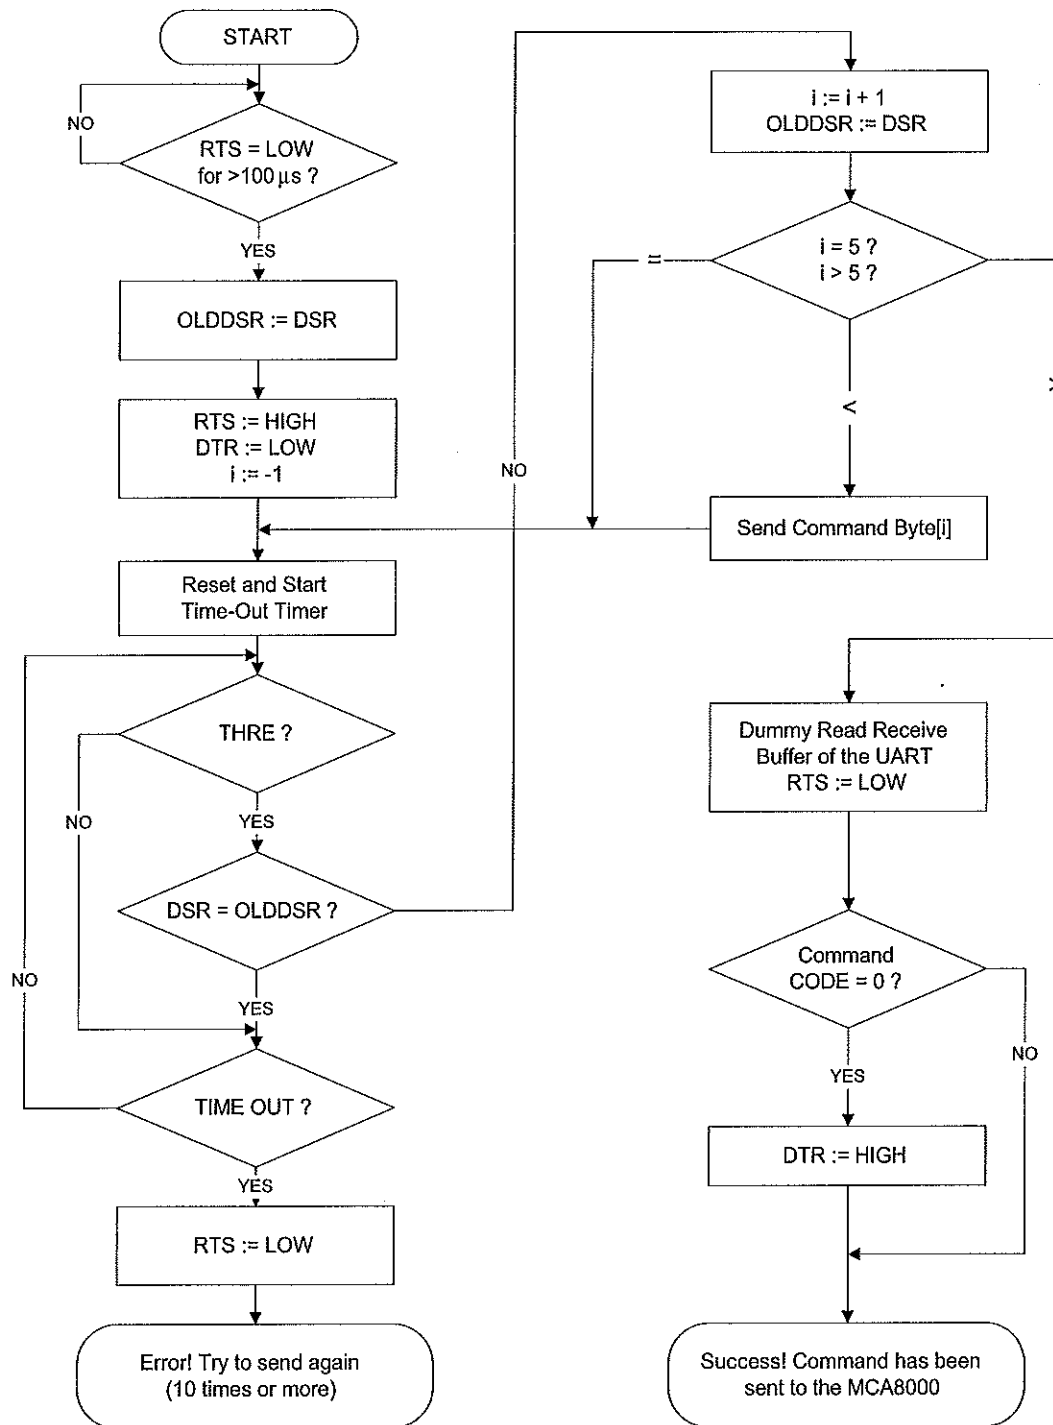 START
NO
RTS = LOW
for >100 µs ?
YES
OLDDSR := DSR
RTS := HIGH
DTR := LOW
i := -1
Reset and Start
Time-Out Timer
THRE ?
NO
YES
DSR = OLDDSR ?
NO
YES
TIME OUT ?
YES
RTS := LOW
Error! Try to send again
(10 times or more)
NO
i := i + 1
OLDDSR := DSR
i = 5 ?
i > 5 ?
=
<
>
Send Command Byte[i]
Dummy Read Receive
Buffer of the UART
RTS := LOW
Command
CODE = 0 ?
NO
YES
DTR := HIGH
Success! Command has been
sent to the MCA8000